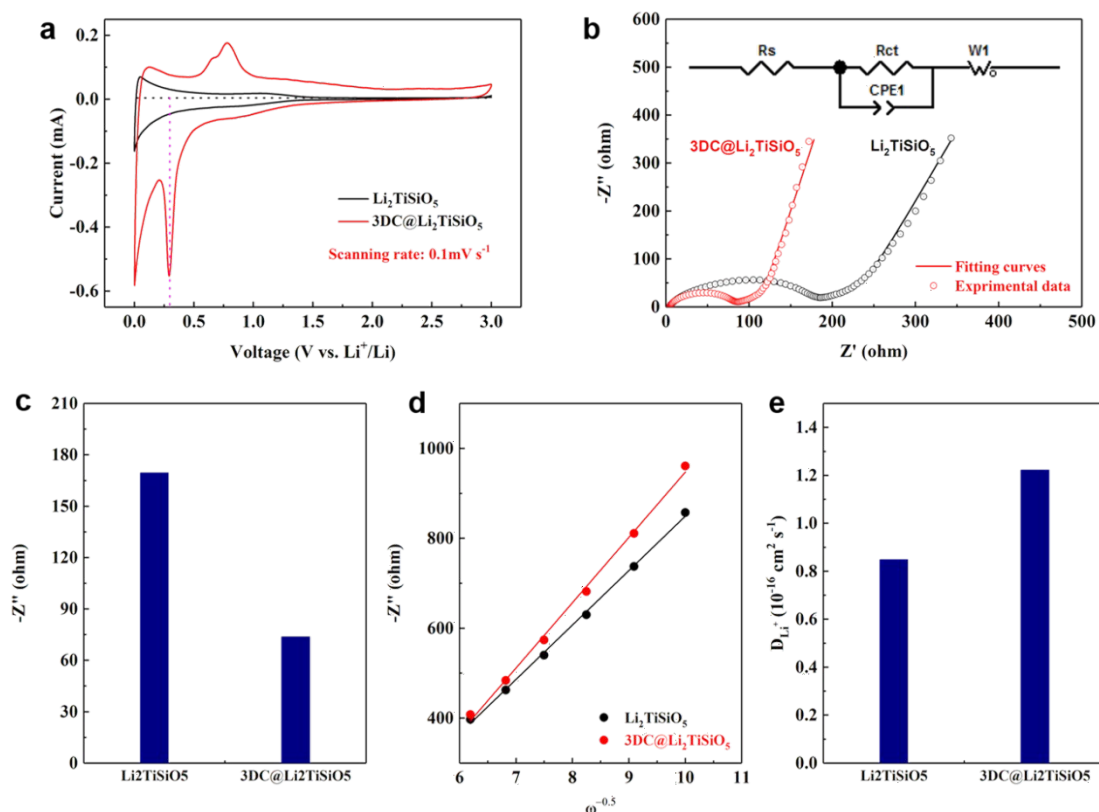 a
0.2
0.0
-0.2
-0.4
-0.6
Current (mA)
Li₂TiSiO₅
3DC@Li₂TiSiO₅
Scanning rate: 0.1mV s⁻¹
0.0 0.5 1.0 1.5 2.0 2.5 3.0
Voltage (V vs. Li⁺/Li)
b
500
450
400
350
300
250
200
150
100
50
0
-Z'' (ohm)
Rs Rct W1
CPE1
3DC@Li₂TiSiO₅ Li₂TiSiO₅
Fitting curves
Exprimental data
0 100 200 300 400 500
Z' (ohm)
c
210
180
150
120
90
60
30
0
-Z'' (ohm)
Li2TiSiO5 3DC@Li2TiSiO5
d
1000
800
600
400
-Z'' (ohm)
Li₂TiSiO₅
3DC@Li₂TiSiO₅
6 7 8 9 10 11
ω⁻⁰·⁵
e
1.4
1.2
1.0
0.8
0.6
0.4
0.2
0.0
D_Li⁺ (10⁻¹⁶ cm² s⁻¹)
Li2TiSiO5 3DC@Li2TiSiO5